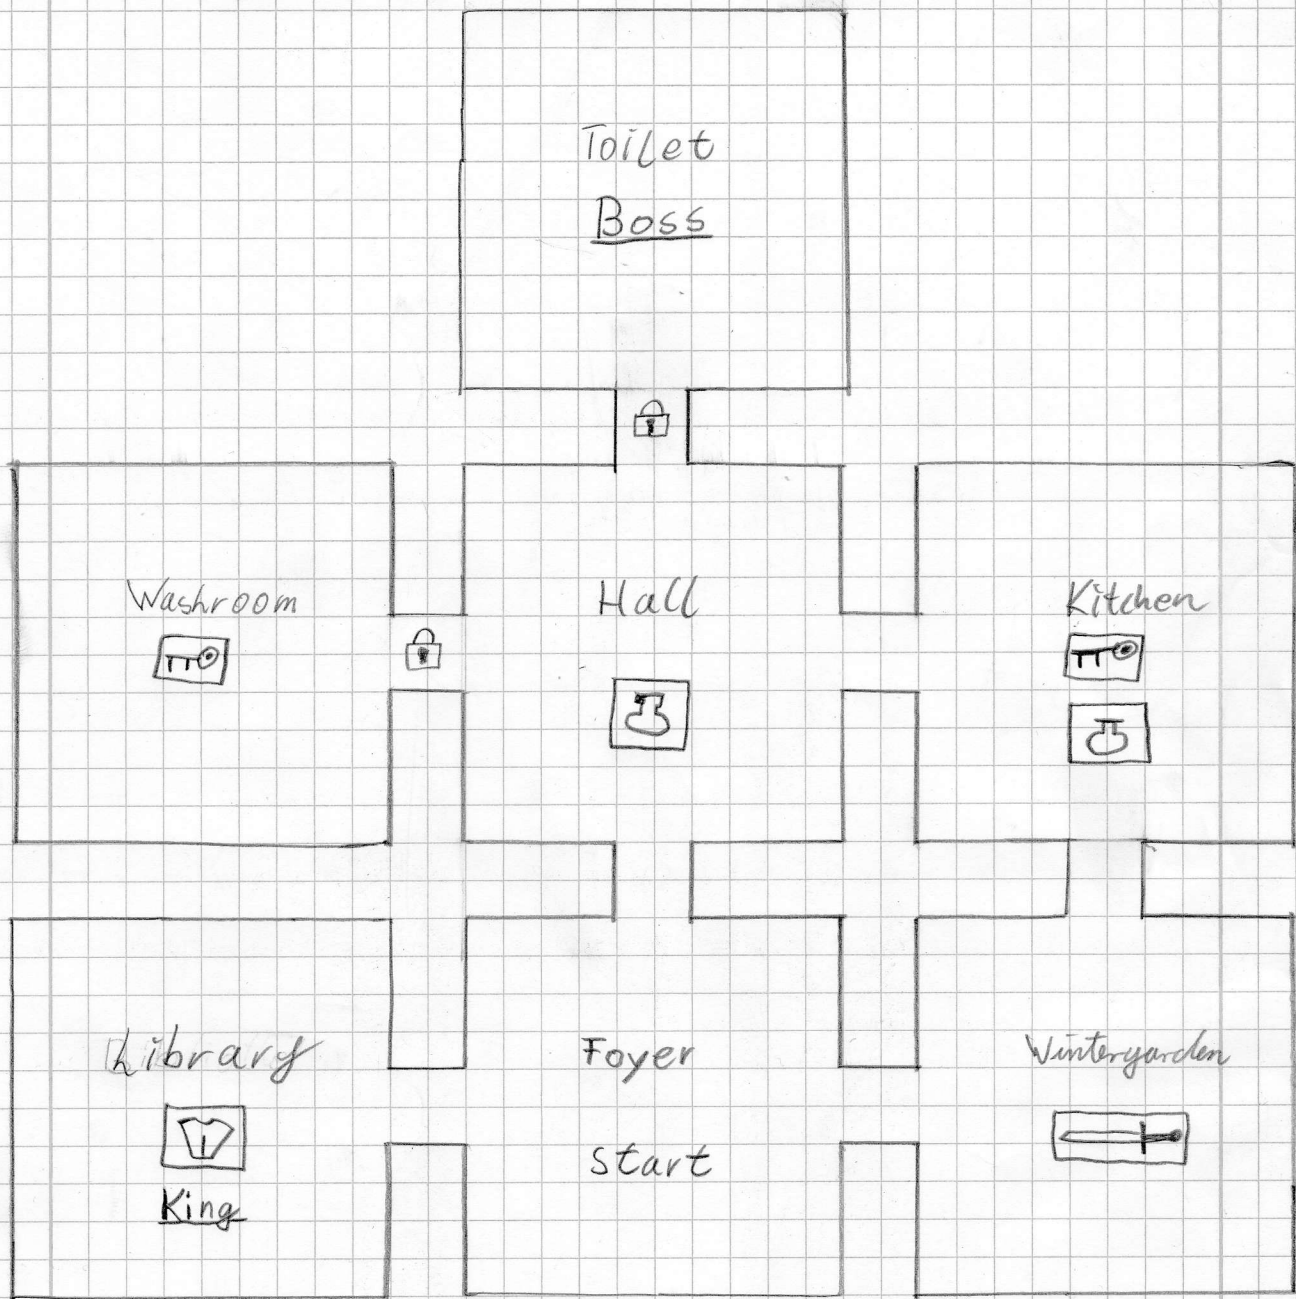 Toilet
Boss
Washroom
Hall
Kitchen
Library
King
Foyer
Start
Wintergarden